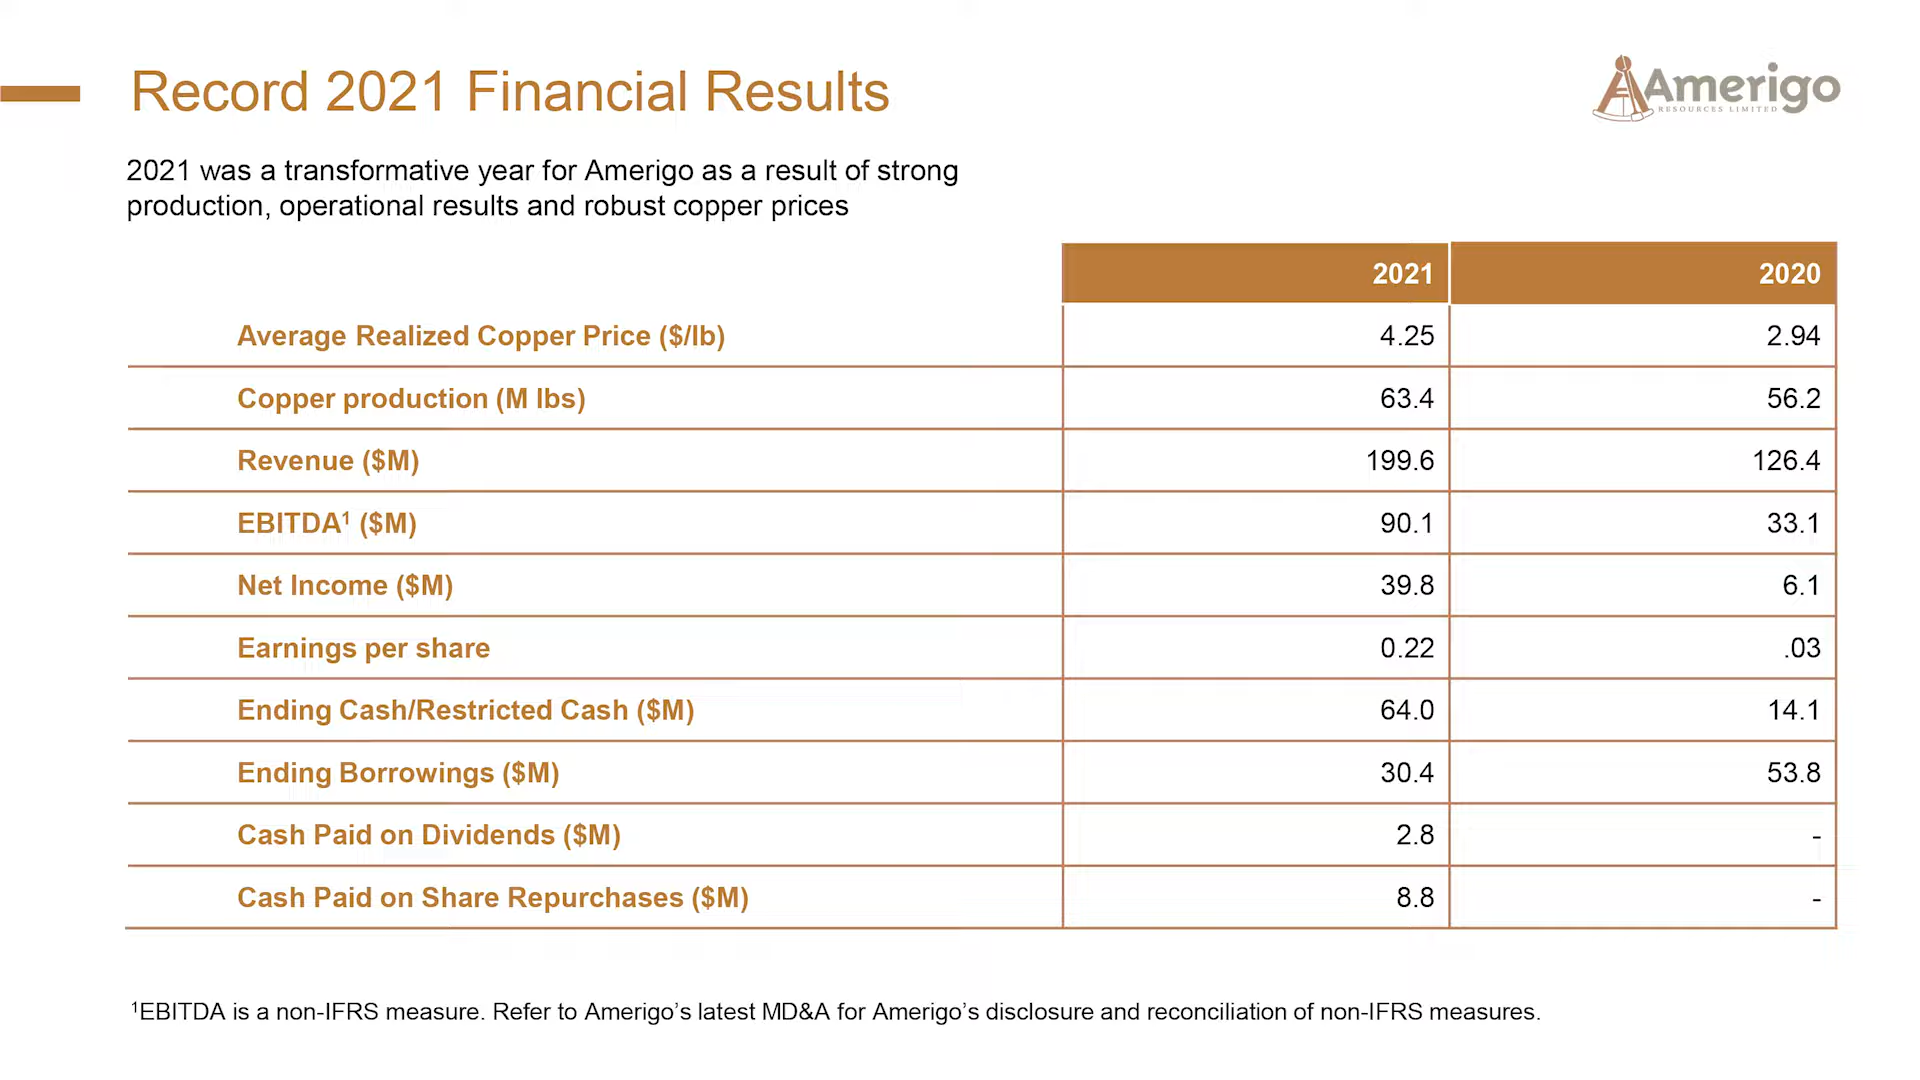 Record 2021 Financial Results
Amerigo
RESOURCES LIMITED
2021 was a transformative year for Amerigo as a result of strong
production, operational results and robust copper prices
2021 2020
Average Realized Copper Price ($/lb) 4.25 2.94
Copper production (M lbs) 63.4 56.2
Revenue ($M) 199.6 126.4
EBITDA¹ ($M) 90.1 33.1
Net Income ($M) 39.8 6.1
Earnings per share 0.22 .03
Ending Cash/Restricted Cash ($M) 64.0 14.1
Ending Borrowings ($M) 30.4 53.8
Cash Paid on Dividends ($M) 2.8 -
Cash Paid on Share Repurchases ($M) 8.8 -
¹EBITDA is a non-IFRS measure. Refer to Amerigo’s latest MD&A for Amerigo’s disclosure and reconciliation of non-IFRS measures.